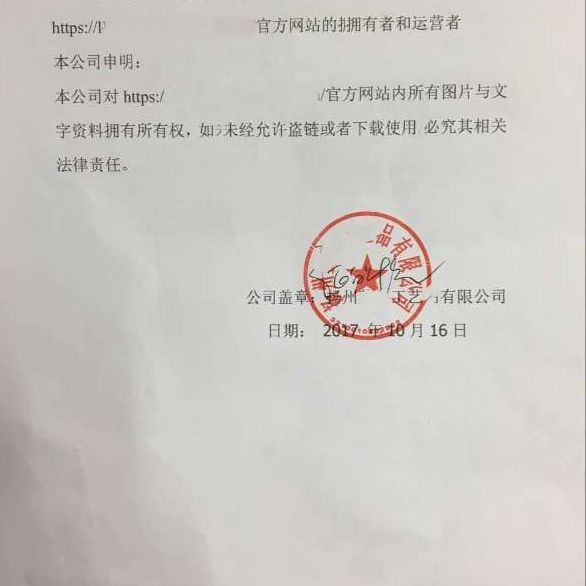 https://
官方网站的拥有者和运营者
本公司申明：
本公司对 https:/ /官方网站内所有图片与文
字资料拥有所有权，如 未经允许盗链或者下载使用 必究其相关
法律责任。
品有限公司
公司盖章： 州 工艺 有限公司
日期： 2017 年 10 月 16 日